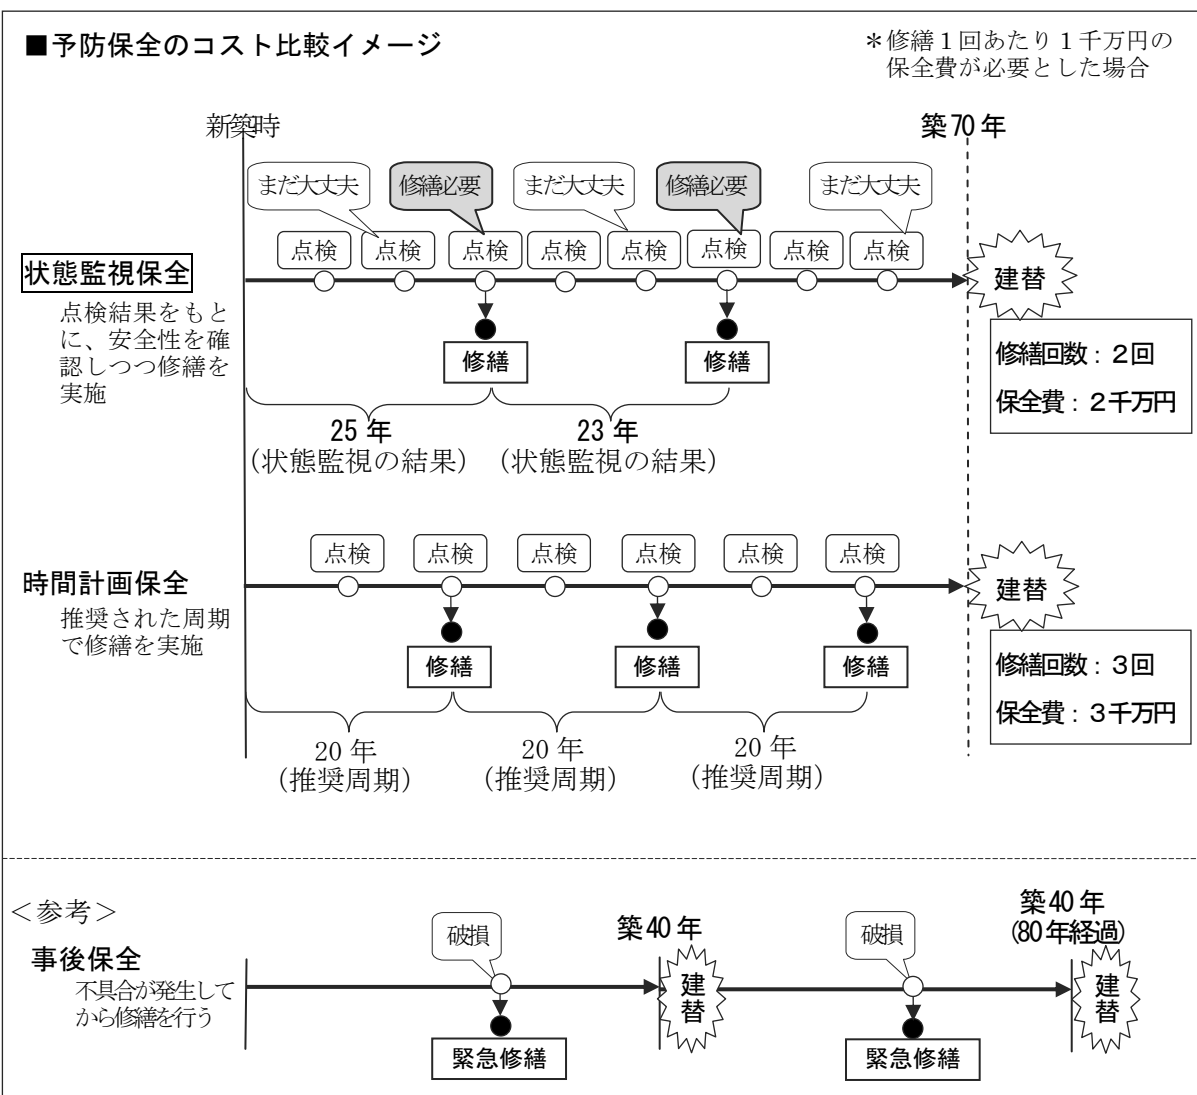 ■予防保全のコスト比較イメージ
＊修繕１回あたり１千万円の
保全費が必要とした場合
新築時
築70年
まだ大丈夫
修繕必要
まだ大丈夫
修繕必要
まだ大丈夫
点検
点検
点検
点検
点検
点検
点検
点検
状態監視保全
点検結果をもと
に、安全性を確
認しつつ修繕を
実施
建替
修繕
修繕
修繕回数：２回
保全費：２千万円
25年
（状態監視の結果）
23年
（状態監視の結果）
点検
点検
点検
点検
点検
点検
時間計画保全
推奨された周期
で修繕を実施
建替
修繕
修繕
修繕
修繕回数：３回
保全費：３千万円
20年
（推奨周期）
20年
（推奨周期）
20年
（推奨周期）
＜参考＞
事後保全
不具合が発生して
から修繕を行う
破損
築40年
建替
緊急修繕
破損
築40年
(80年経過)
建替
緊急修繕